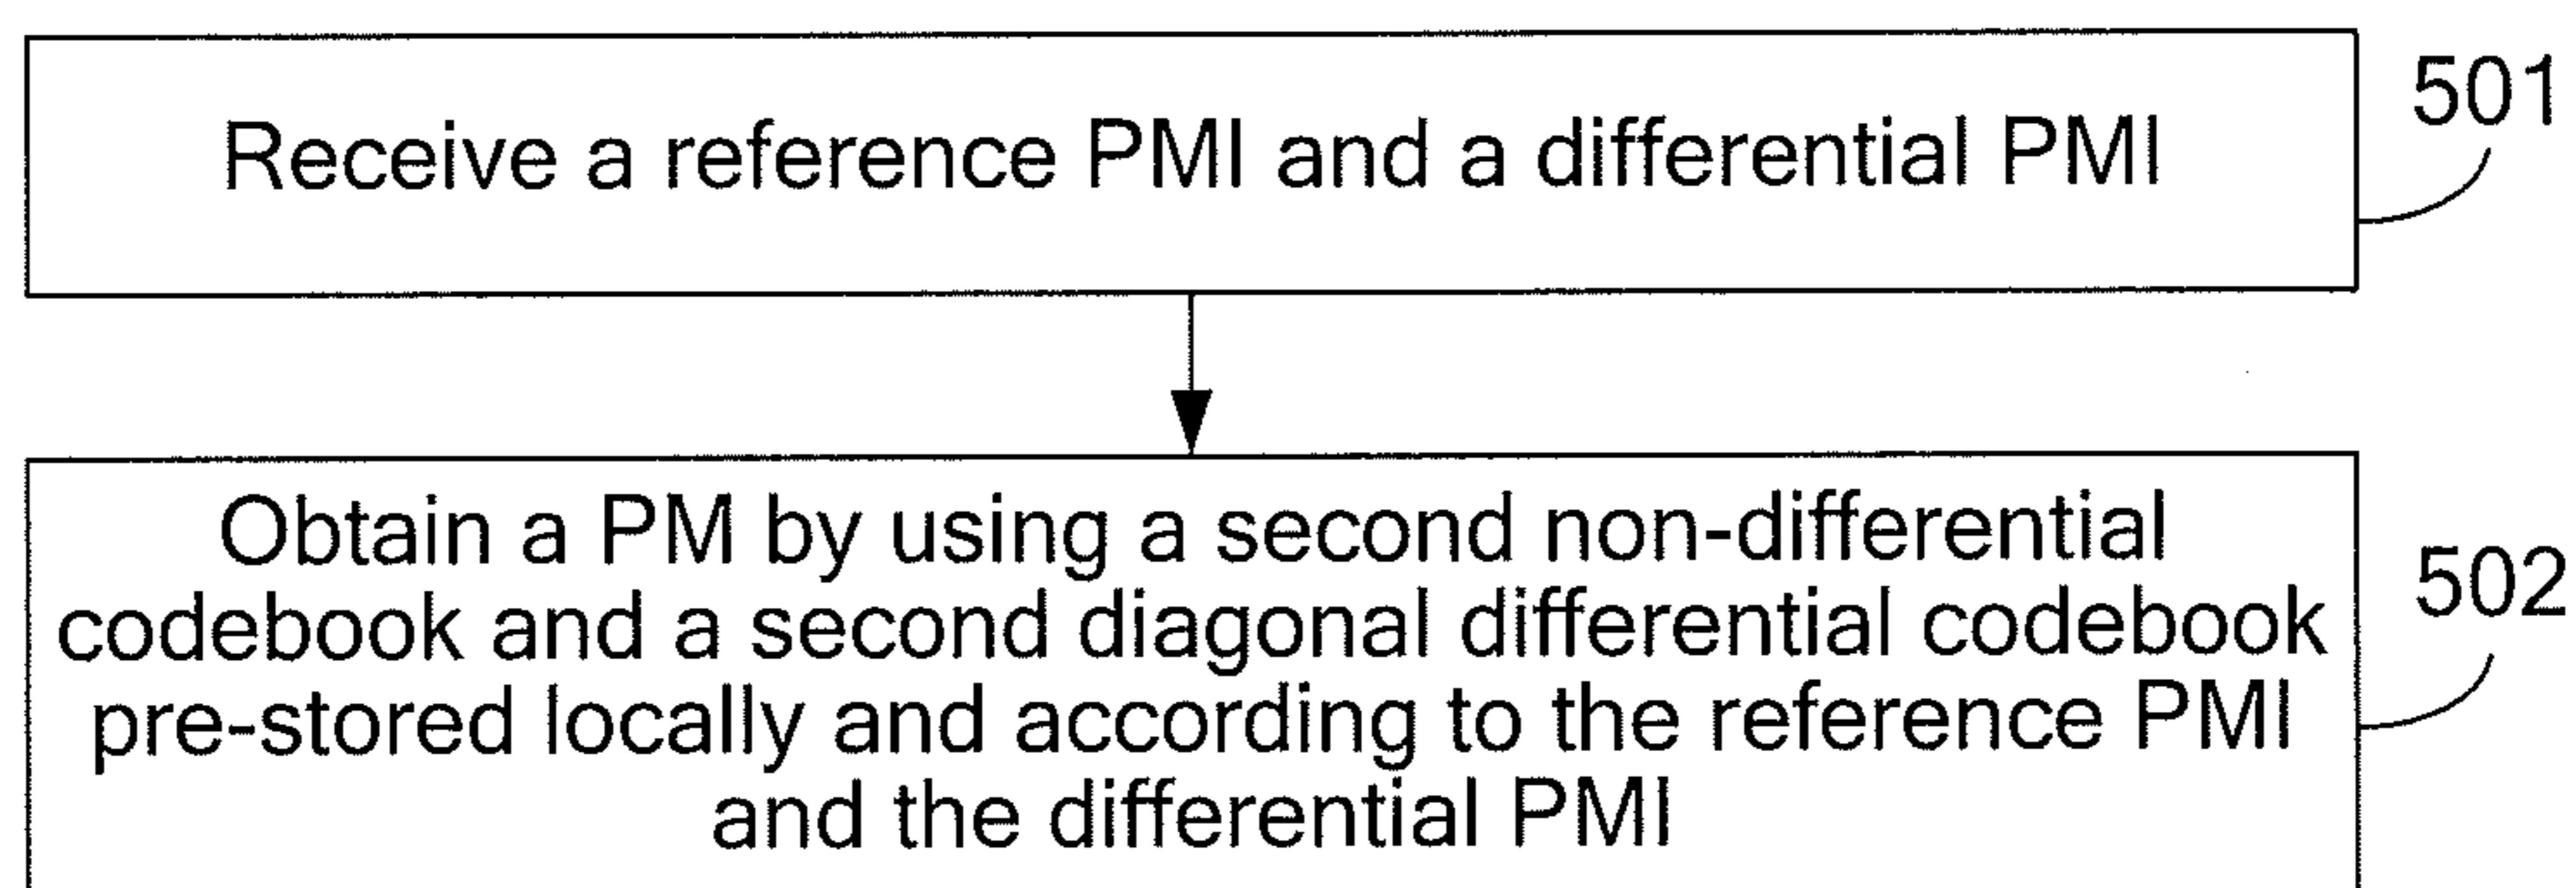 Receive a reference PMI and a differential PMI
501
Obtain a PM by using a second non-differential
codebook and a second diagonal differential codebook
pre-stored locally and according to the reference PMI
and the differential PMI
502